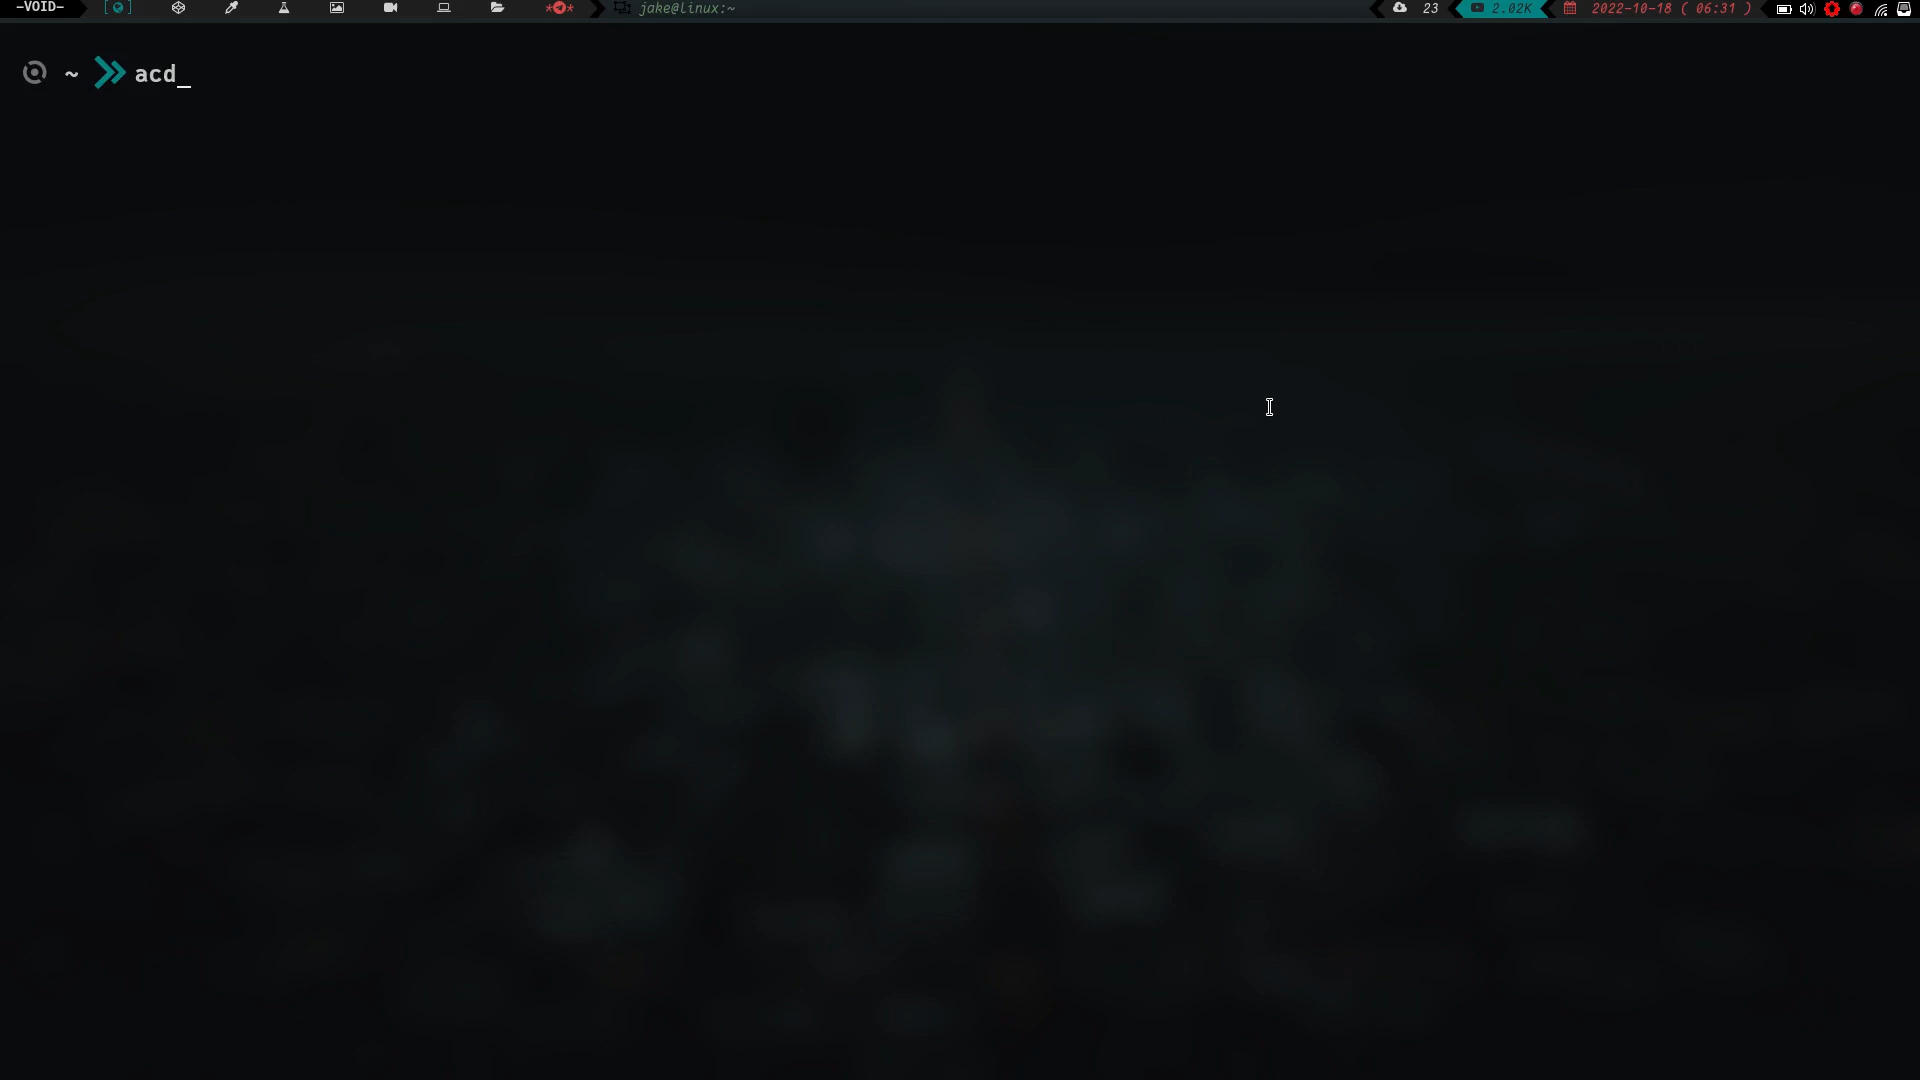 -VOID-
[ ]
* *
jake@linux:~
23
2.02K
2022-10-18 ( 06:31 )
~ acd_